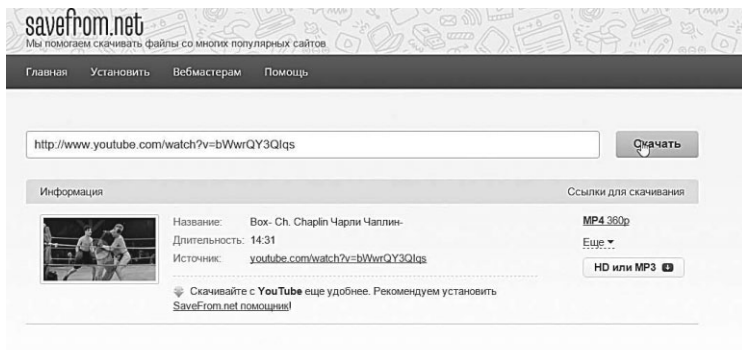 savefrom.net
Мы помогаем скачивать файлы со многих популярных сайтов
Главная Установить Вебмастерам Помощь
http://www.youtube.com/watch?v=bWwrQY3QIqs Скачать
Информация Ссылки для скачивания
Название: Box- Ch. Chaplin Чарли Чаплин- MP4 360p
Длительность: 14:31 Еще
Источник: youtube.com/watch?v=bWwrQY3QIqs
HD или MP3
Скачивайте с YouTube еще удобнее. Рекомендуем установить
SaveFrom.net помощник!